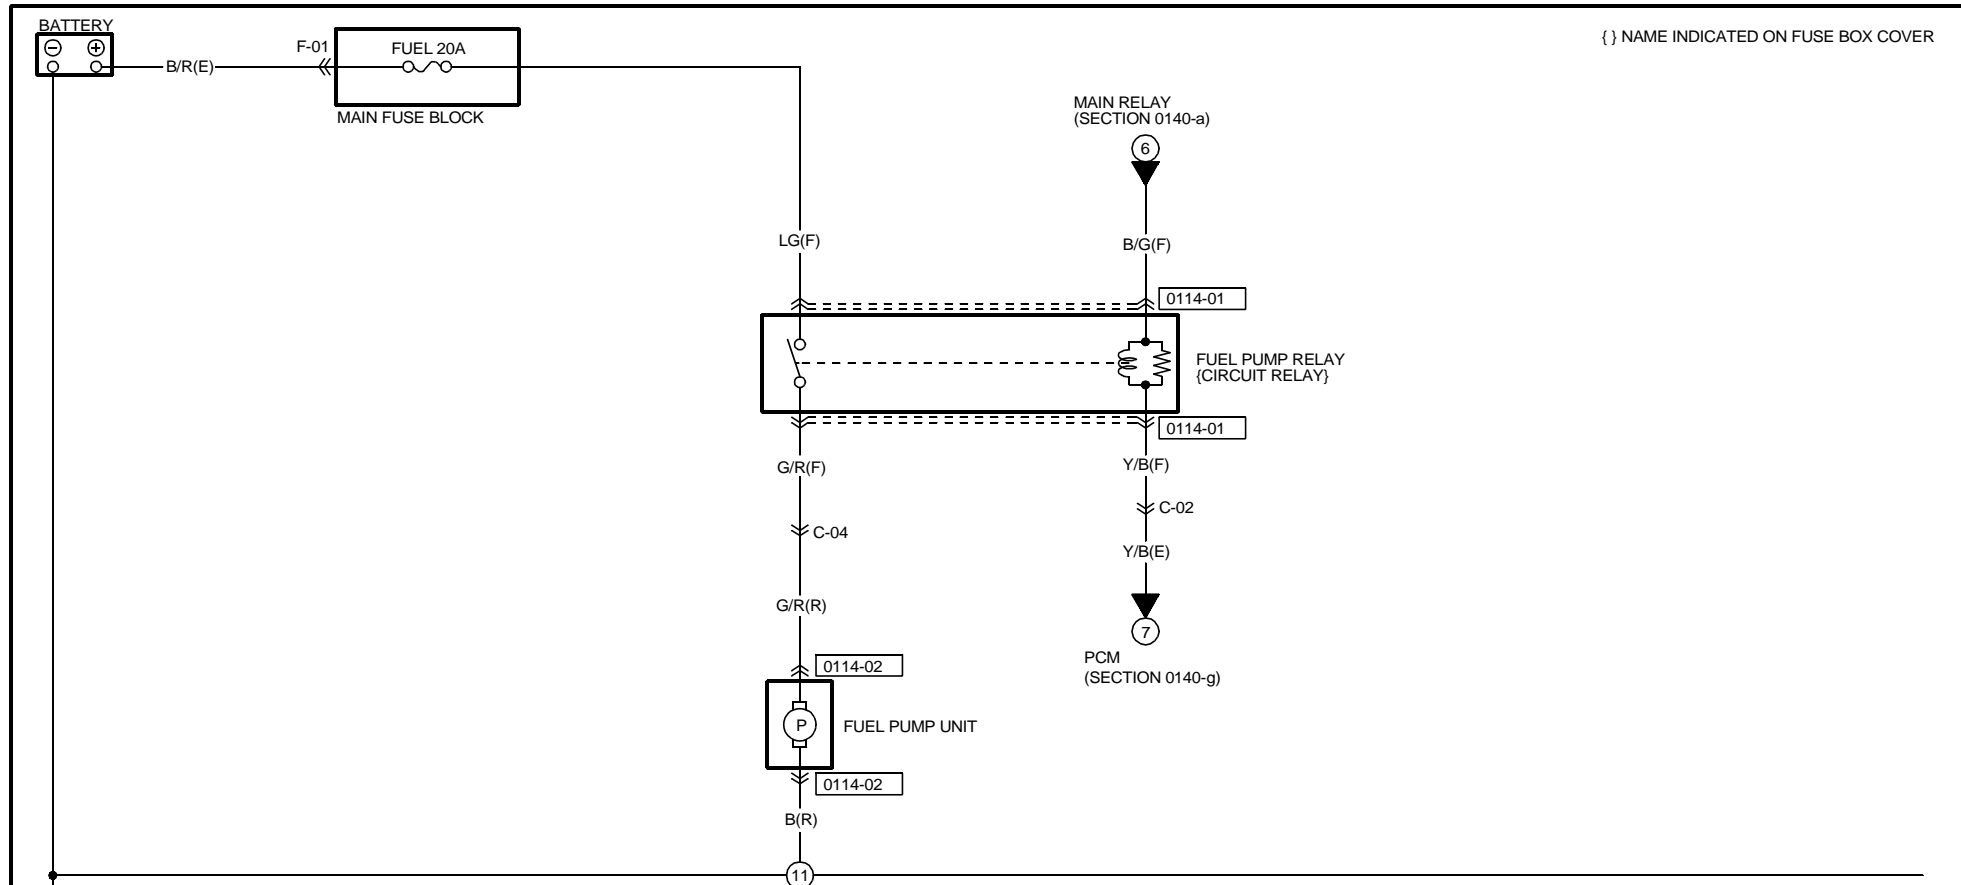 BATTERY
{ } NAME INDICATED ON FUSE BOX COVER
F-01
FUEL 20A
B/R(E)
MAIN FUSE BLOCK
MAIN RELAY
(SECTION 0140-a)
6
LG(F)
B/G(F)
0114-01
FUEL PUMP RELAY
{CIRCUIT RELAY}
0114-01
G/R(F)
Y/B(F)
C-02
C-04
Y/B(E)
G/R(R)
7
PCM
(SECTION 0140-g)
0114-02
P
FUEL PUMP UNIT
0114-02
B(R)
11